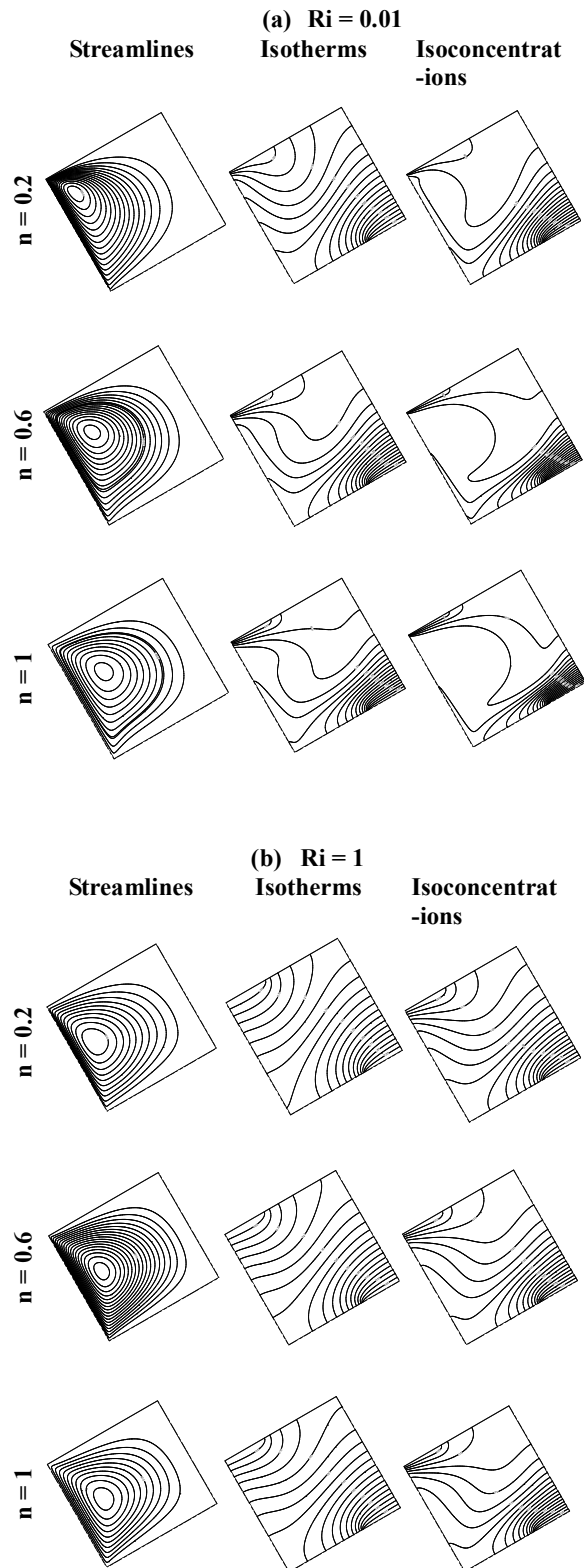 (a) Ri = 0.01
Streamlines Isotherms Isoconcentrat
-ions
n = 0.2
n = 0.6
n = 1
(b) Ri = 1
Streamlines Isotherms Isoconcentrat
-ions
n = 0.2
n = 0.6
n = 1